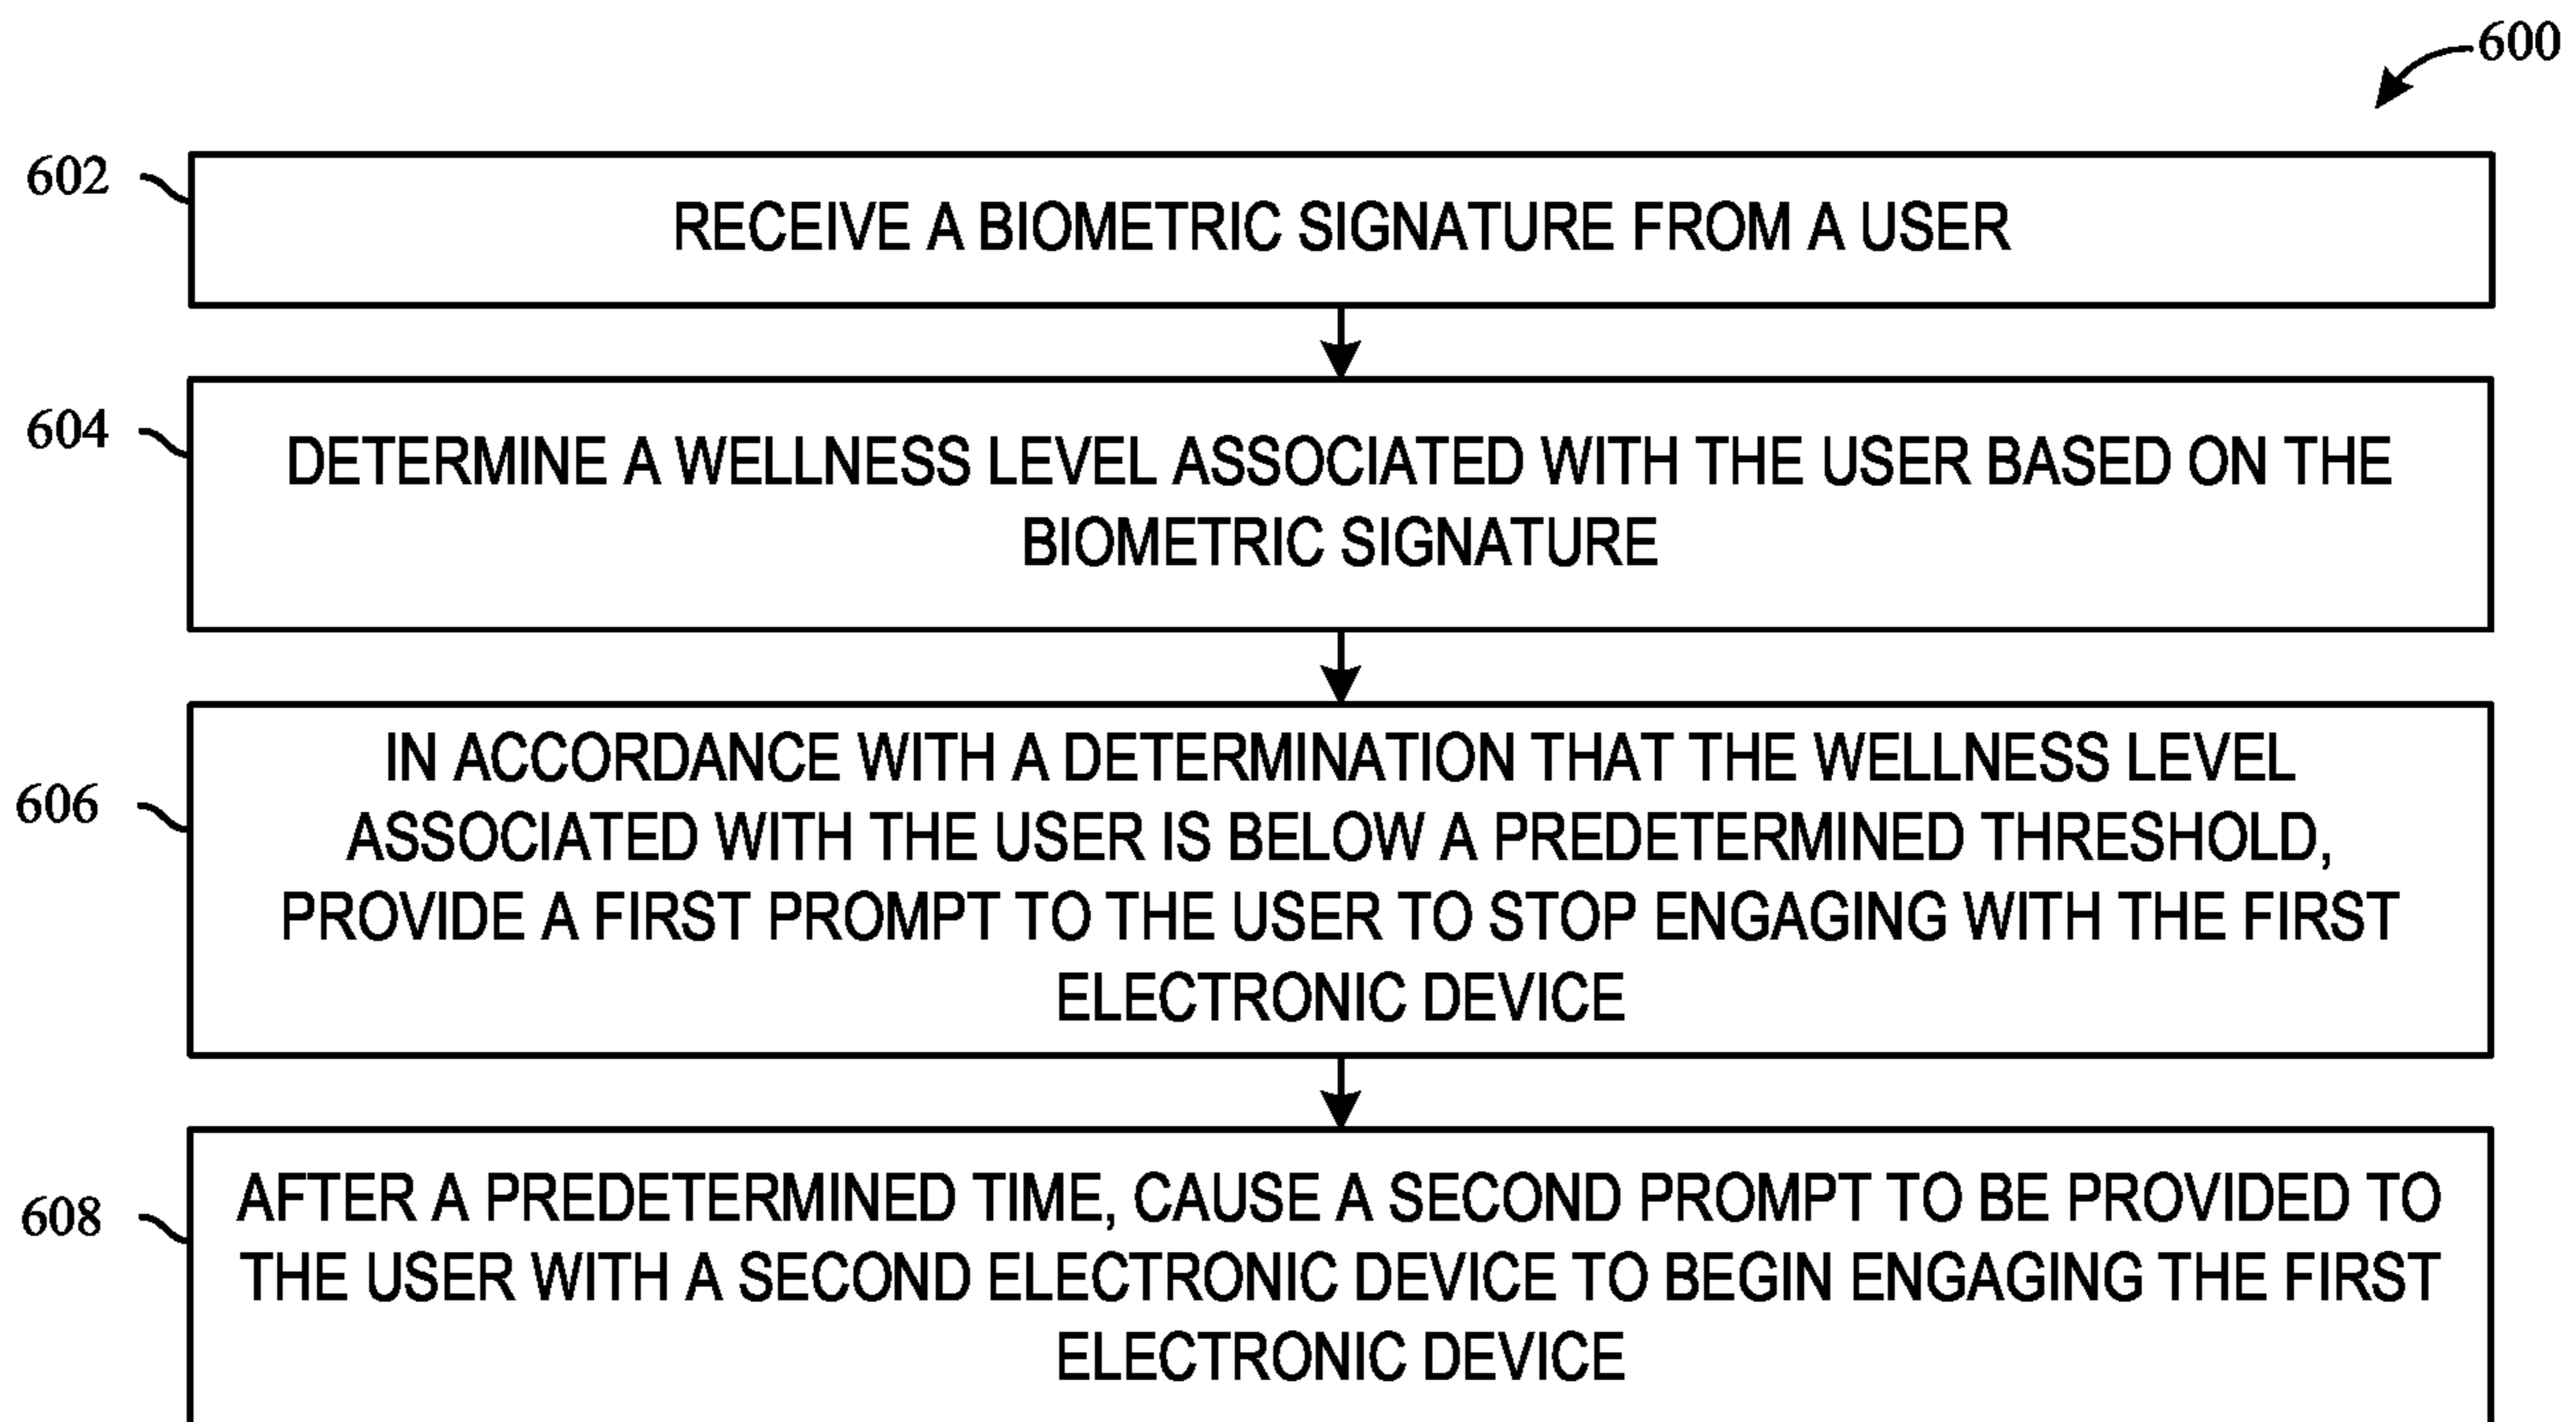 600
602
RECEIVE A BIOMETRIC SIGNATURE FROM A USER
604
DETERMINE A WELLNESS LEVEL ASSOCIATED WITH THE USER BASED ON THE
BIOMETRIC SIGNATURE
606
IN ACCORDANCE WITH A DETERMINATION THAT THE WELLNESS LEVEL
ASSOCIATED WITH THE USER IS BELOW A PREDETERMINED THRESHOLD,
PROVIDE A FIRST PROMPT TO THE USER TO STOP ENGAGING WITH THE FIRST
ELECTRONIC DEVICE
608
AFTER A PREDETERMINED TIME, CAUSE A SECOND PROMPT TO BE PROVIDED TO
THE USER WITH A SECOND ELECTRONIC DEVICE TO BEGIN ENGAGING THE FIRST
ELECTRONIC DEVICE